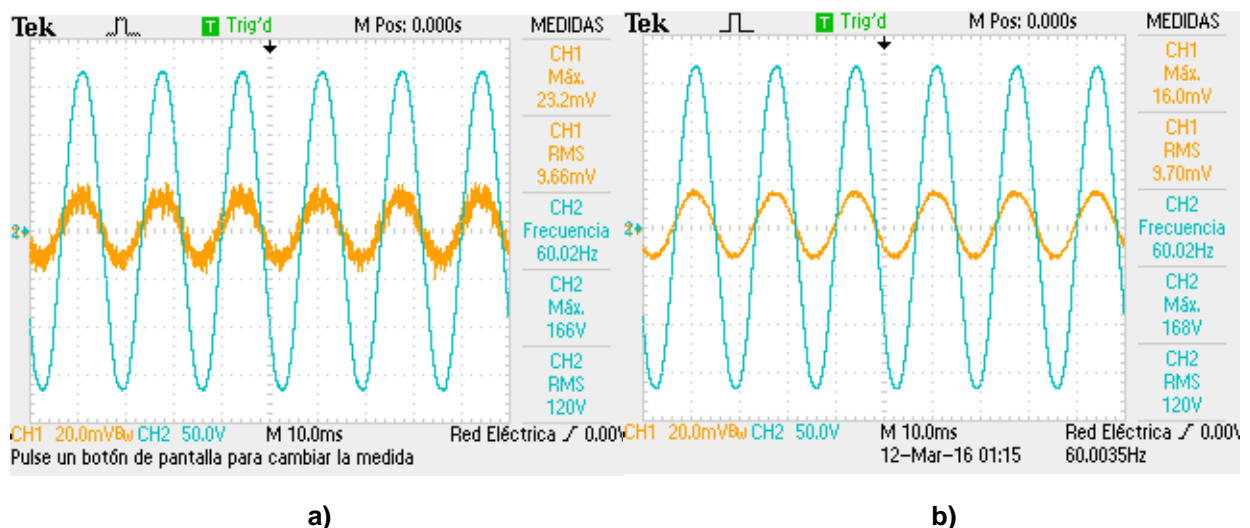 Tek T Trig'd M Pos: 0.000s MEDIDAS
CH1
Máx.
23.2mV
CH1
RMS
9.66mV
CH2
Frecuencia
60.02Hz
CH2
Máx.
166V
CH2
RMS
120V
2
CH1 20.0mVBW CH2 50.0V M 10.0ms Red Eléctrica 0.00V
Pulse un botón de pantalla para cambiar la medida
a)
Tek T Trig'd M Pos: 0.000s MEDIDAS
CH1
Máx.
16.0mV
CH1
RMS
9.70mV
CH2
Frecuencia
60.02Hz
CH2
Máx.
168V
CH2
RMS
120V
2
CH1 20.0mVBW CH2 50.0V M 10.0ms Red Eléctrica 0.00V
12-Mar-16 01:15 60.0035Hz
b)